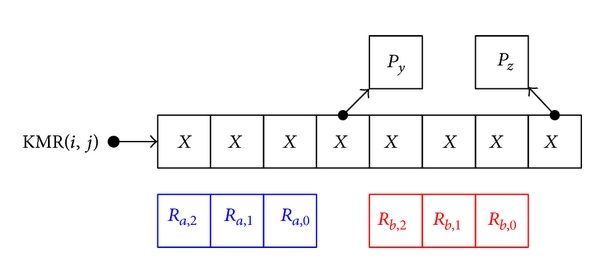 P_y P_z
KMR(i, j) X X X X X X X X
R_{a,2} R_{a,1} R_{a,0} R_{b,2} R_{b,1} R_{b,0}